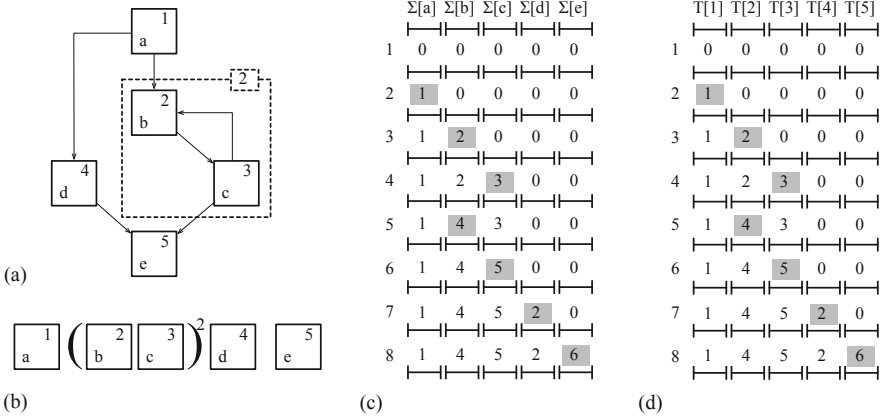 1
a
2
2
b
4
d
3
c
5
e
(a)
1
a
( 2
b
3
c
) 2
4
d
5
e
(b)
Σ[a] Σ[b] Σ[c] Σ[d] Σ[e]
1 0 0 0 0 0
2 1 0 0 0 0
3 1 2 0 0 0
4 1 2 3 0 0
5 1 4 3 0 0
6 1 4 5 0 0
7 1 4 5 2 0
8 1 4 5 2 6
(c)
T[1] T[2] T[3] T[4] T[5]
1 0 0 0 0 0
2 1 0 0 0 0
3 1 2 0 0 0
4 1 2 3 0 0
5 1 4 3 0 0
6 1 4 5 0 0
7 1 4 5 2 0
8 1 4 5 2 6
(d)